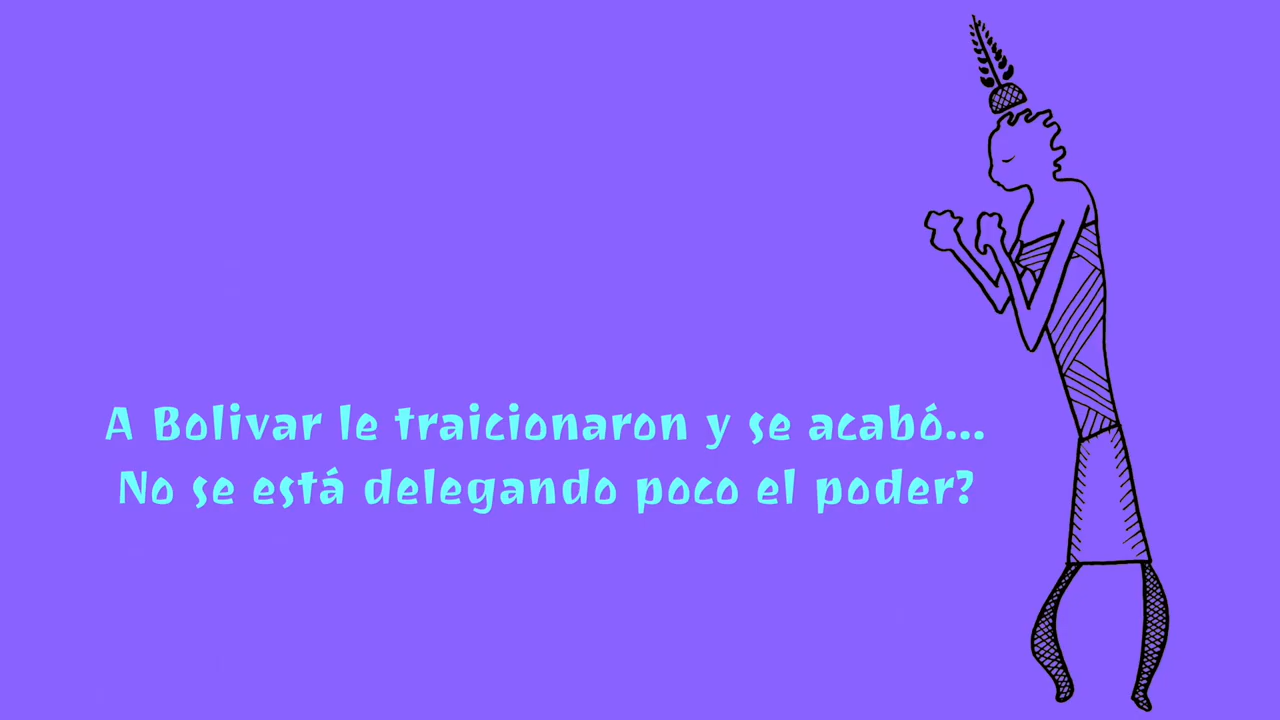 A Bolivar le traicionaron y se acabó...
No se está delegando poco el poder?